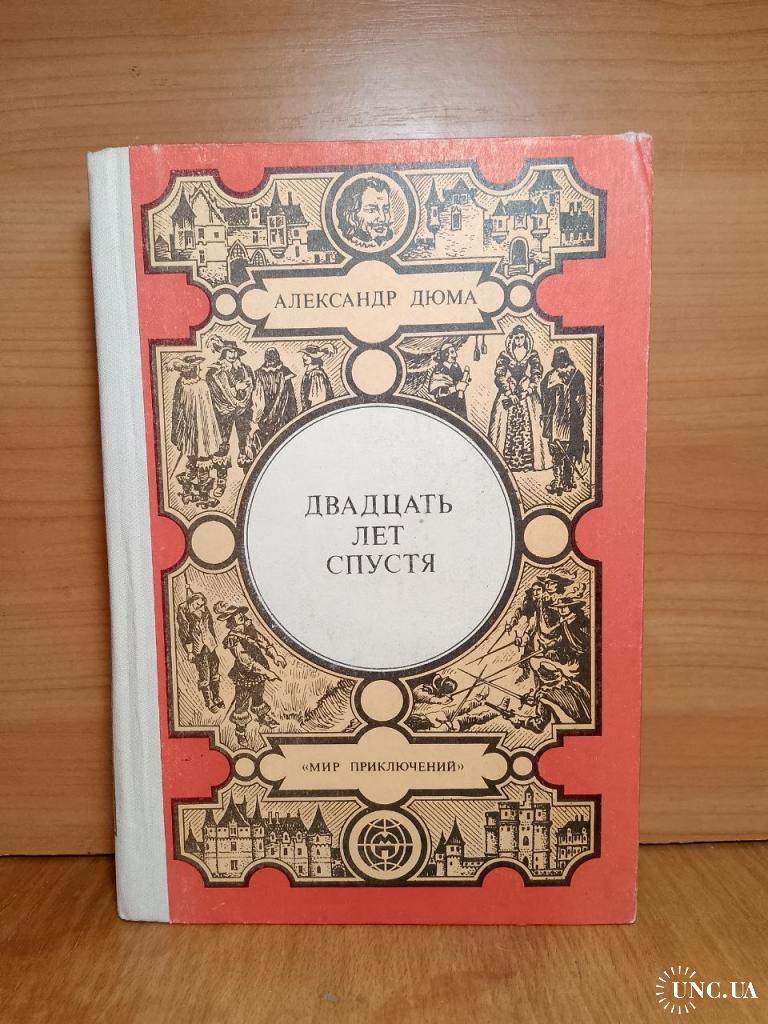 АЛЕКСАНДР ДЮМА
ДВАДЦАТЬ
ЛЕТ
СПУСТЯ
«МИР ПРИКЛЮЧЕНИЙ»
UNC.UA